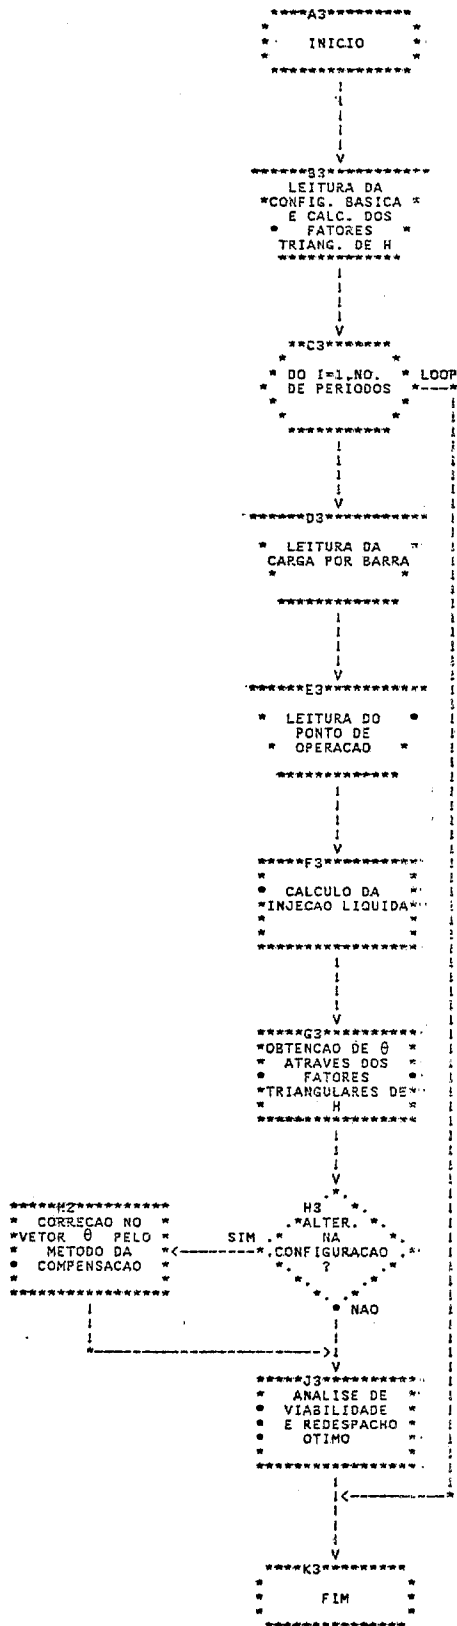 A3
INICIO
B3
LEITURA DA
CONFIG. BASICA
E CALC. DOS
FATORES
TRIANG. DE H
C3
DO I=1,NO.
DE PERIODOS
LOOP
D3
LEITURA DA
CARGA POR BARRA
E3
LEITURA DO
PONTO DE
OPERACAO
F3
CALCULO DA
INJECAO LIQUIDA
G3
OBTENCAO DE θ
ATRAVES DOS
FATORES
TRIANGULARES DE
H
H3
ALTER.
NA
CONFIGURACAO
?
SIM
NAO
H2
CORRECAO NO
VETOR θ PELO
METODO DA
COMPENSACAO
J3
ANALISE DE
VIABILIDADE
E REDESPACHO
OTIMO
K3
FIM